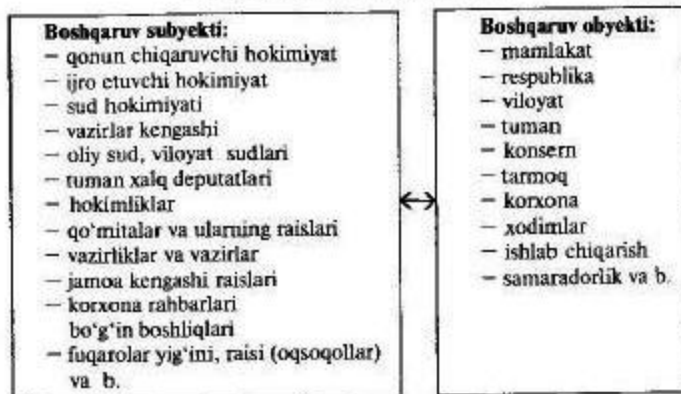 Boshqaruv subyekti:
– qonun chiqaruvchi hokimiyat
– ijro etuvchi hokimiyat
– sud hokimiyati
– vazirlar kengashi
– oliy sud, viloyat sudlari
– tuman xalq deputatlari
– hokimliklar
– qo‘mitalar va ularning raislari
– vazirliklar va vazirlar
– jamoa kengashi raislari
– korxona rahbarlari
bo‘g‘in boshliqlari
– fuqarolar yig‘ini, raisi (oqsoqollar)
va b.
Boshqaruv obyekti:
– mamlakat
– respublika
– viloyat
– tuman
– konsern
– tarmoq
– korxona
– xodimlar
– ishlab chiqarish
– samaradorlik va b.